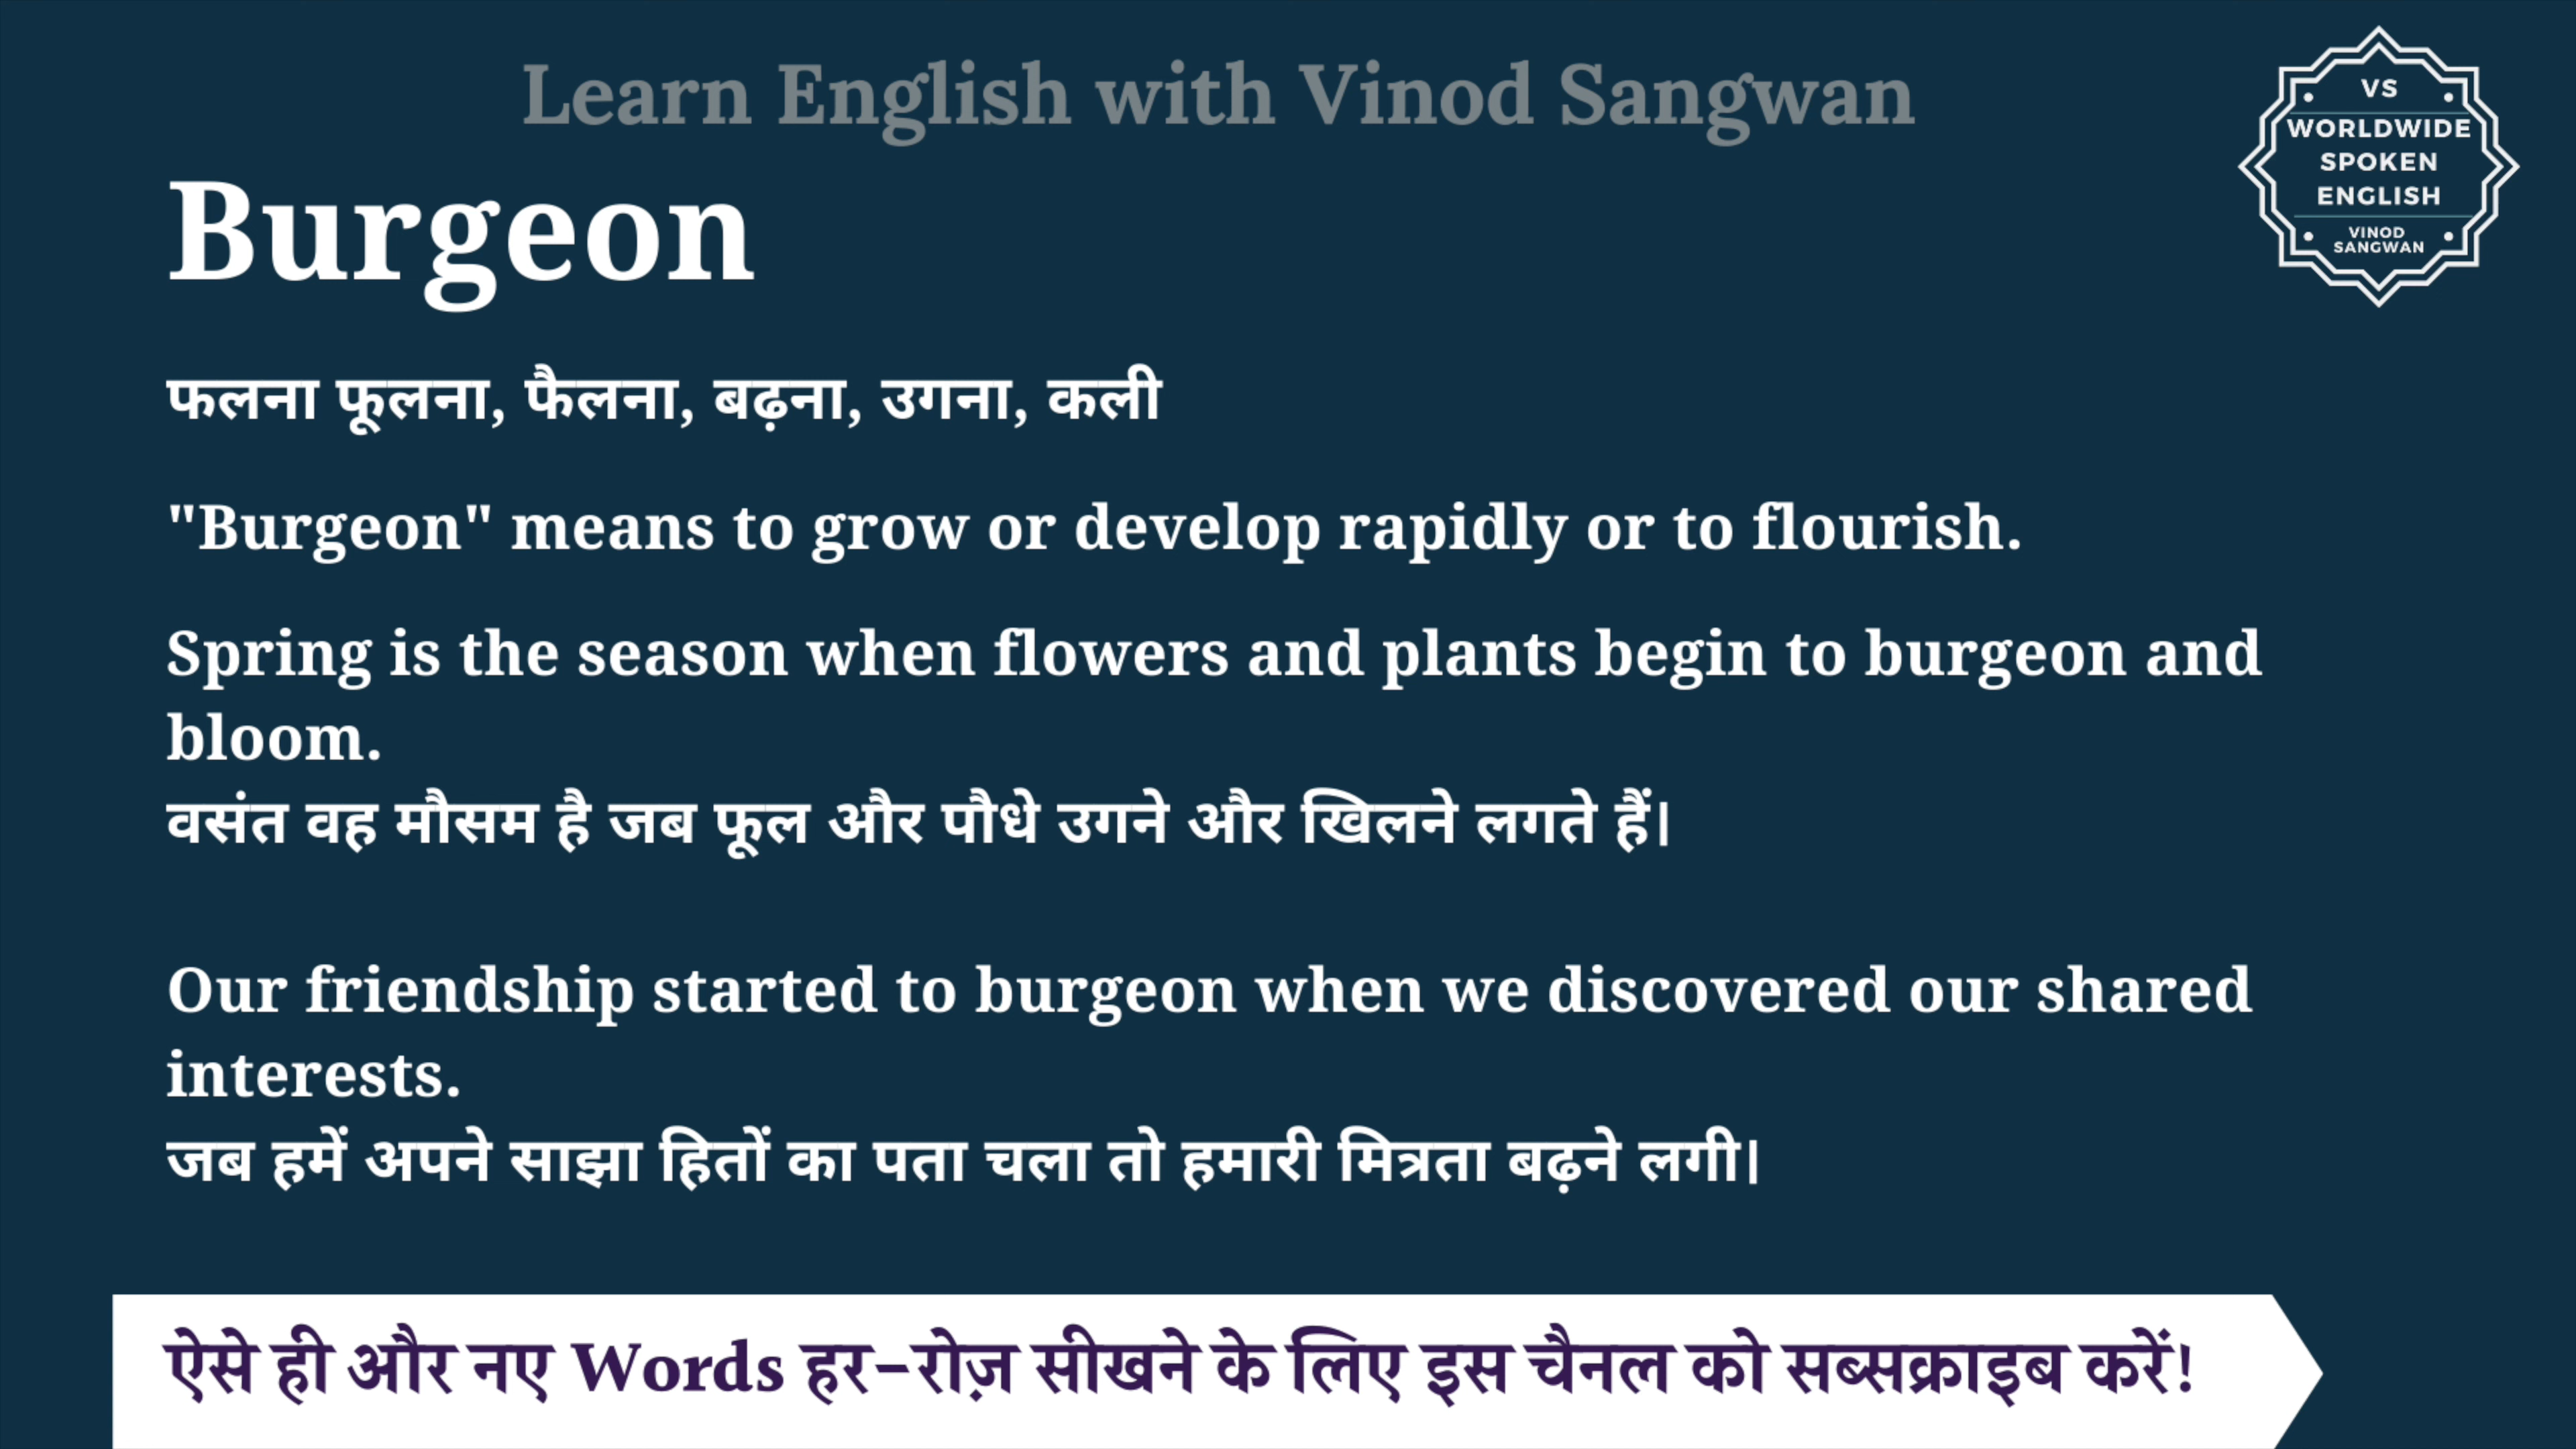 Learn English with Vinod Sangwan
VS
WORLDWIDE
SPOKEN
ENGLISH
VINOD
SANGWAN
Burgeon
फलना फूलना, फैलना, बढ़ना, उगना, कली
"Burgeon" means to grow or develop rapidly or to flourish.
Spring is the season when flowers and plants begin to burgeon and
bloom.
वसंत वह मौसम है जब फूल और पौधे उगने और खिलने लगते हैं।
Our friendship started to burgeon when we discovered our shared
interests.
जब हमें अपने साझा हितों का पता चला तो हमारी मित्रता बढ़ने लगी।
ऐसे ही और नए Words हर-रोज़ सीखने के लिए इस चैनल को सब्सक्राइब करें!